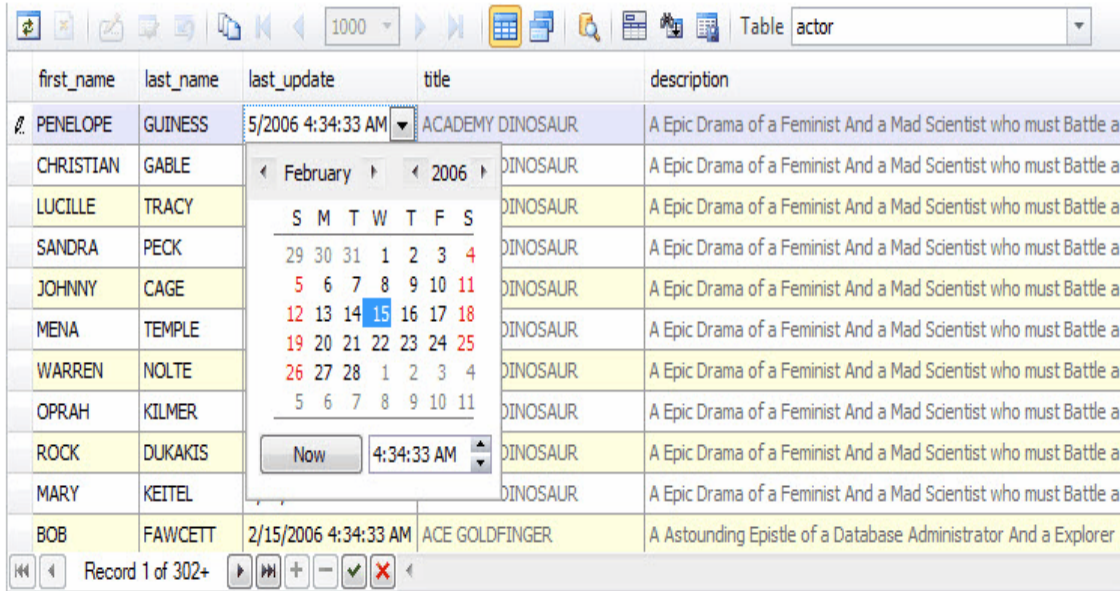 1000 Table actor
first_name last_name last_update title description
PENELOPE GUINESS 5/2006 4:34:33 AM ACADEMY DINOSAUR A Epic Drama of a Feminist And a Mad Scientist who must Battle a
CHRISTIAN GABLE DINOSAUR A Epic Drama of a Feminist And a Mad Scientist who must Battle a
LUCILLE TRACY DINOSAUR A Epic Drama of a Feminist And a Mad Scientist who must Battle a
SANDRA PECK DINOSAUR A Epic Drama of a Feminist And a Mad Scientist who must Battle a
JOHNNY CAGE DINOSAUR A Epic Drama of a Feminist And a Mad Scientist who must Battle a
MENA TEMPLE DINOSAUR A Epic Drama of a Feminist And a Mad Scientist who must Battle a
WARREN NOLTE DINOSAUR A Epic Drama of a Feminist And a Mad Scientist who must Battle a
OPRAH KILMER DINOSAUR A Epic Drama of a Feminist And a Mad Scientist who must Battle a
ROCK DUKAKIS DINOSAUR A Epic Drama of a Feminist And a Mad Scientist who must Battle a
MARY KEITEL DINOSAUR A Epic Drama of a Feminist And a Mad Scientist who must Battle a
BOB FAWCETT 2/15/2006 4:34:33 AM ACE GOLDFINGER A Astounding Epistle of a Database Administrator And a Explorer
February 2006
S M T W T F S
29 30 31 1 2 3 4
5 6 7 8 9 10 11
12 13 14 15 16 17 18
19 20 21 22 23 24 25
26 27 28 1 2 3 4
5 6 7 8 9 10 11
Now 4:34:33 AM
Record 1 of 302+